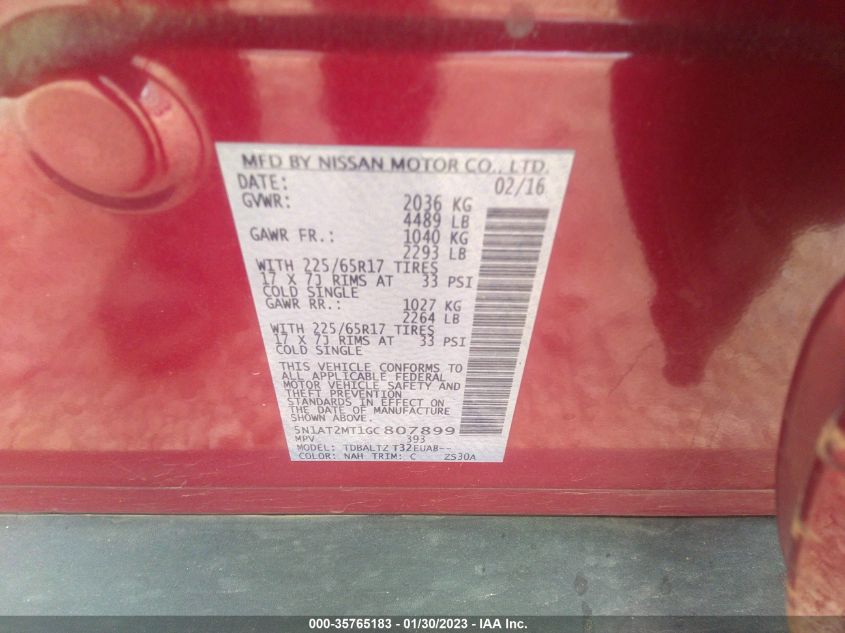 MFD BY NISSAN MOTOR CO., LTD.
DATE: 02/16
GVWR: 2036 KG
4489 LB
GAWR FR.: 1040 KG
2293 LB
WITH 225/65R17 TIRES
17 X 7J RIMS AT 33 PSI
COLD SINGLE
GAWR RR.: 1027 KG
2264 LB
WITH 225/65R17 TIRES
17 X 7J RIMS AT 33 PSI
COLD SINGLE
THIS VEHICLE CONFORMS TO
ALL APPLICABLE FEDERAL
MOTOR VEHICLE SAFETY AND
THEFT PREVENTION
STANDARDS IN EFFECT ON
THE DATE OF MANUFACTURE
SHOWN ABOVE.
5N1AT2MT1GC807899
MPV 393
MODEL: TDBALTZ T32EUAB--
COLOR: NAH TRIM: C ZS30A
000-35765183 - 01/30/2023 - IAA Inc.